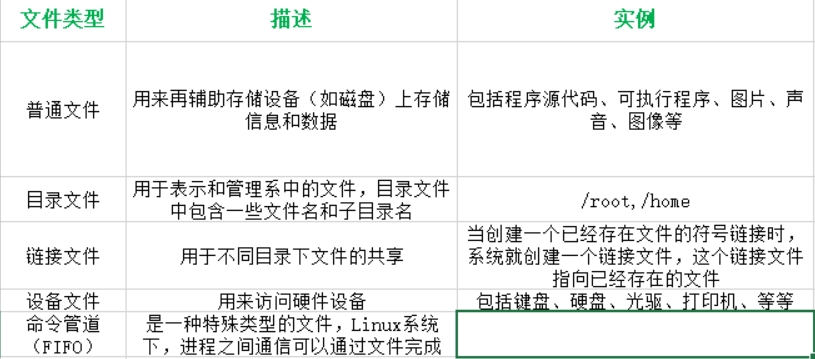 文件类型 描述 实例
普通文件 用来再辅助存储设备（如磁盘）上存储
信息和数据 包括程序源代码、可执行程序、图片、声
音、图像等
目录文件 用于表示和管理系中的文件，目录文件
中包含一些文件名和子目录名 /root,/home
链接文件 用于不同目录下文件的共享 当创建一个已经存在文件的符号链接时，
系统就创建一个链接文件，这个链接文件
指向已经存在的文件
设备文件 用来访问硬件设备 包括键盘、硬盘、光驱、打印机、等等
命令管道
（FIFO） 是一种特殊类型的文件，Linux系统
下，进程之间通信可以通过文件完成